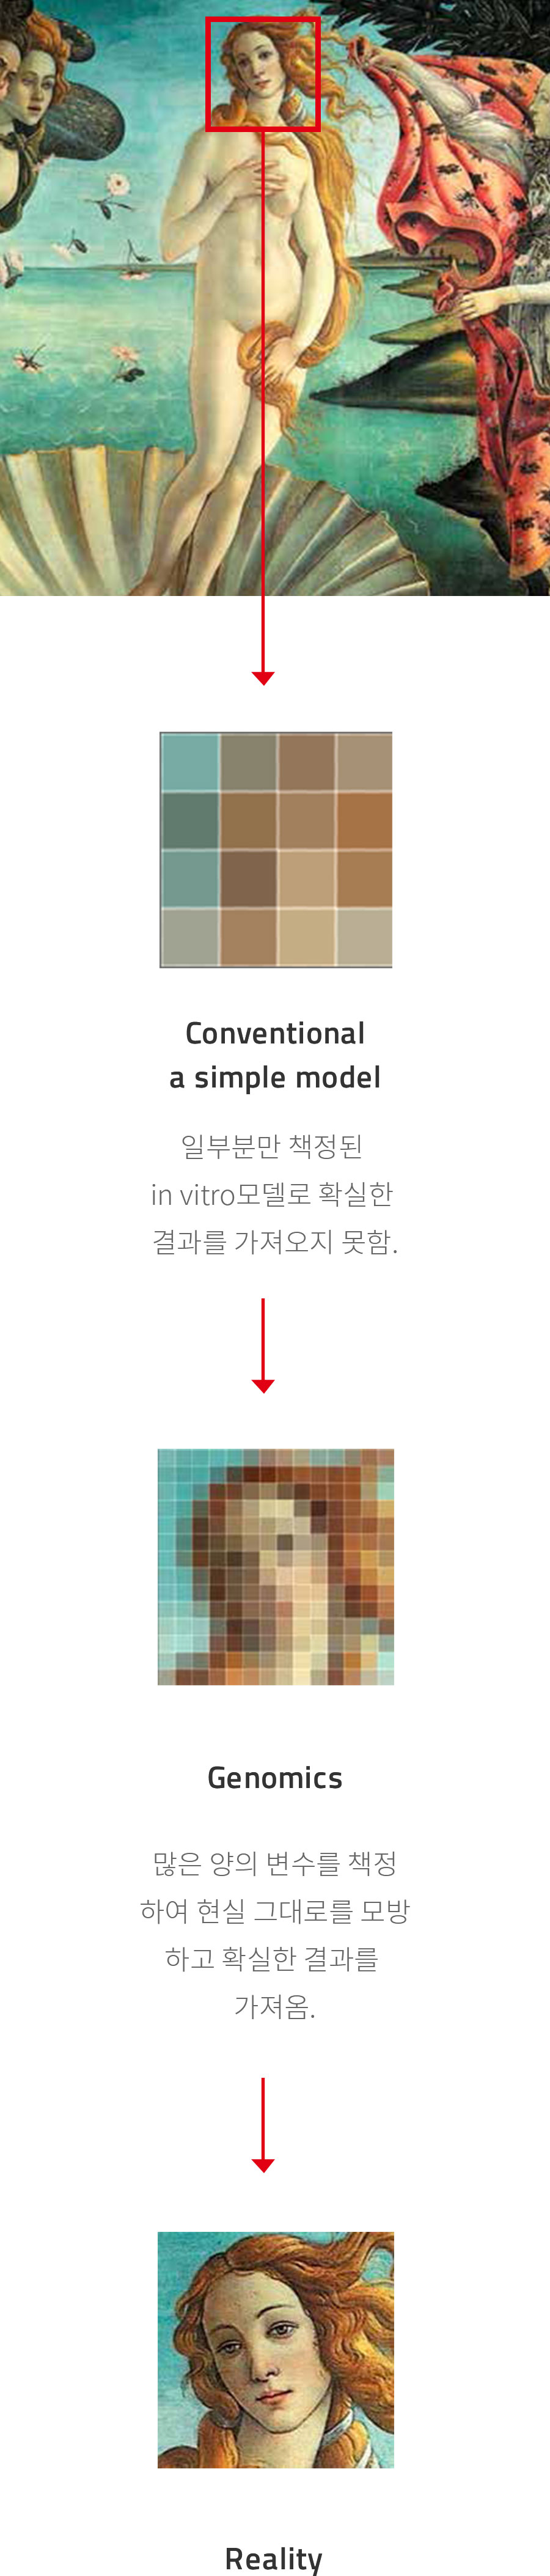 Conventional
a simple model
일부분만 책정된
in vitro모델로 확실한
결과를 가져오지 못함.
Genomics
많은 양의 변수를 책정
하여 현실 그대로를 모방
하고 확실한 결과를
가져옴.
Reality